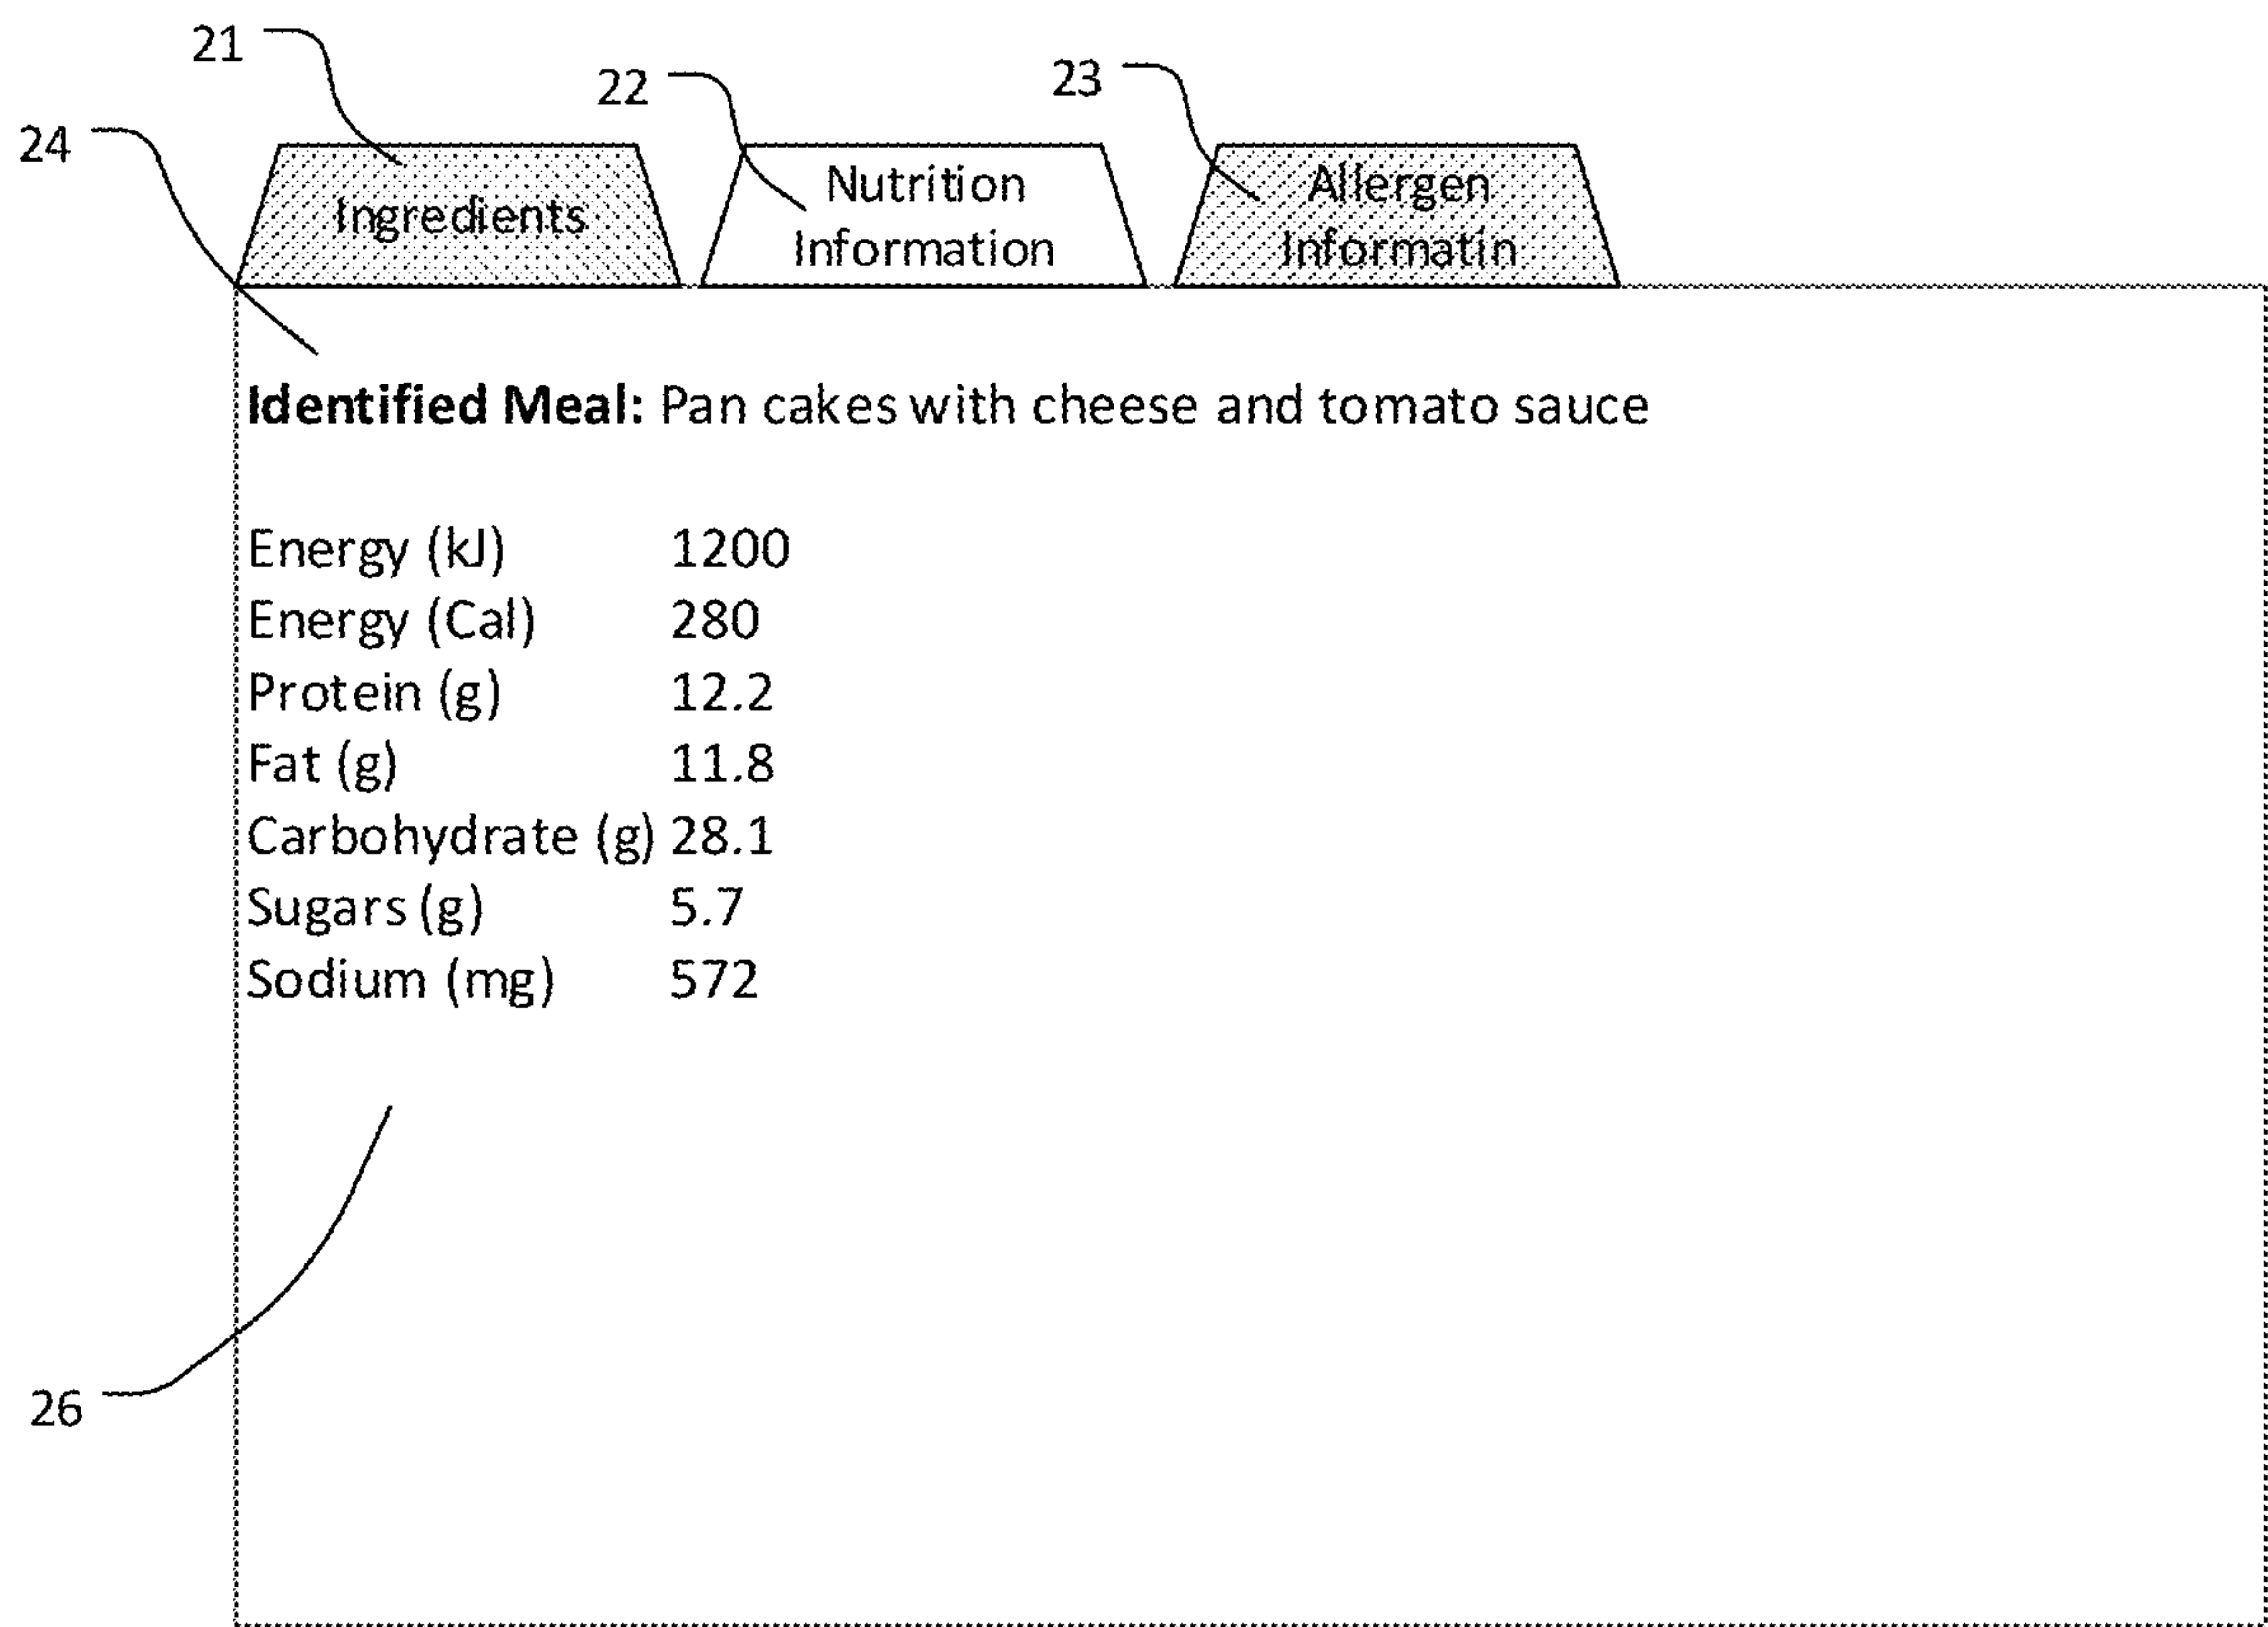 21
22
23
24
Ingredients
Nutrition
Information
Allergen
Informatin
Identified Meal: Pan cakes with cheese and tomato sauce
Energy (kJ) 1200
Energy (Cal) 280
Protein (g) 12.2
Fat (g) 11.8
Carbohydrate (g) 28.1
Sugars (g) 5.7
Sodium (mg) 572
26